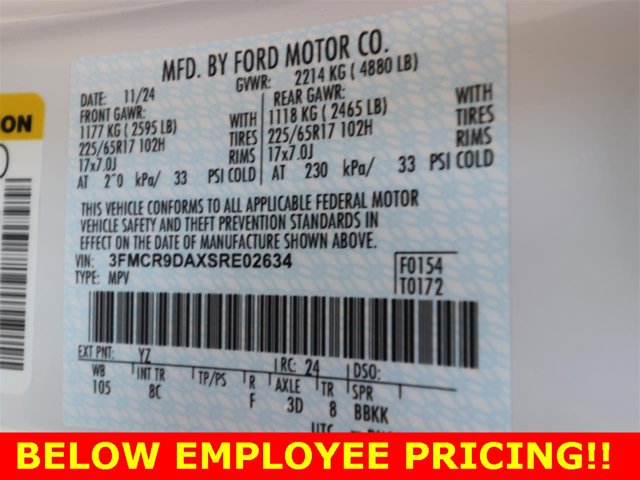 MFD. BY FORD MOTOR CO.
DATE: 11/24 GVWR: 2214 KG ( 4880 LB)
FRONT GAWR: REAR GAWR:
1177 KG ( 2595 LB) WITH 1118 KG ( 2465 LB) WITH
225/65R17 102H TIRES 225/65R17 102H TIRES
17x7.0J RIMS 17x7.0J RIMS
AT kPa/ 33 PSI COLD AT 230 kPa/ 33 PSI COLD
THIS VEHICLE CONFORMS TO ALL APPLICABLE FEDERAL MOTOR
VEHICLE SAFETY AND THEFT PREVENTION STANDARDS IN
EFFECT ON THE DATE OF MANUFACTURE SHOWN ABOVE.
VIN: 3FMCR9DAXSRE02634 F0154
TYPE: MPV T0172
EXT PNT: YZ RC: 24 DSO:
WB INT TR TP/PS R AXLE TR SPR
105 8C F 3D 8 BBKK
UTC
BELOW EMPLOYEE PRICING!!